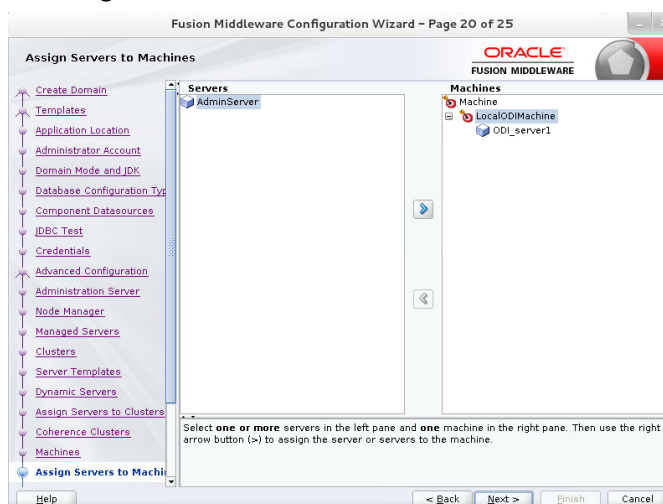 Fusion Middleware Configuration Wizard – Page 20 of 25
Assign Servers to Machines
ORACLE
FUSION MIDDLEWARE
Create Domain
Templates
Application Location
Administrator Account
Domain Mode and JDK
Database Configuration Typ
Component Datasources
JDBC Test
Credentials
Advanced Configuration
Administration Server
Node Manager
Managed Servers
Clusters
Server Templates
Dynamic Servers
Assign Servers to Clusters
Coherence Clusters
Machines
Assign Servers to Machi
Servers
AdminServer
Machines
Machine
LocalODIMachine
ODI_server1
Select one or more servers in the left pane and one machine in the right pane. Then use the right
arrow button (>) to assign the server or servers to the machine.
Help
< Back
Next >
Finish
Cancel